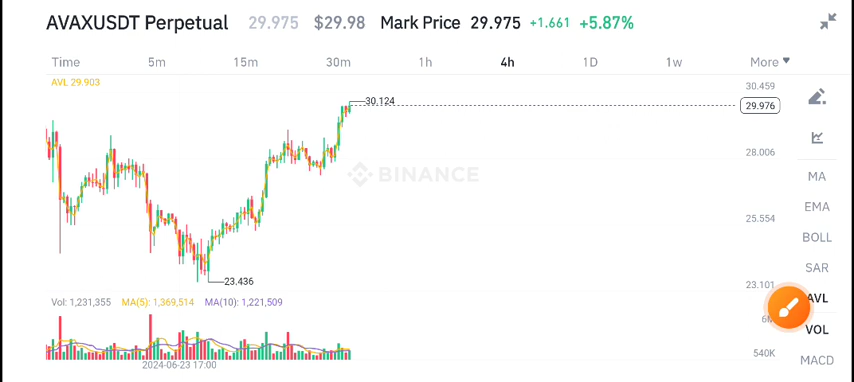 AVAXUSDT Perpetual 29.975 $29.98 Mark Price 29.975 +1.661 +5.87%
Time 5m 15m 30m 1h 4h 1D 1w More
AVL 29.903
30.459
30.124
29.976
28.006
BINANCE
MA
EMA
25.554
BOLL
SAR
23.436
23.101
AVL
Vol: 1,231,355 MA(5): 1,369,514 MA(10): 1,221,509
VOL
540K
MACD
2024-06-23 17:00